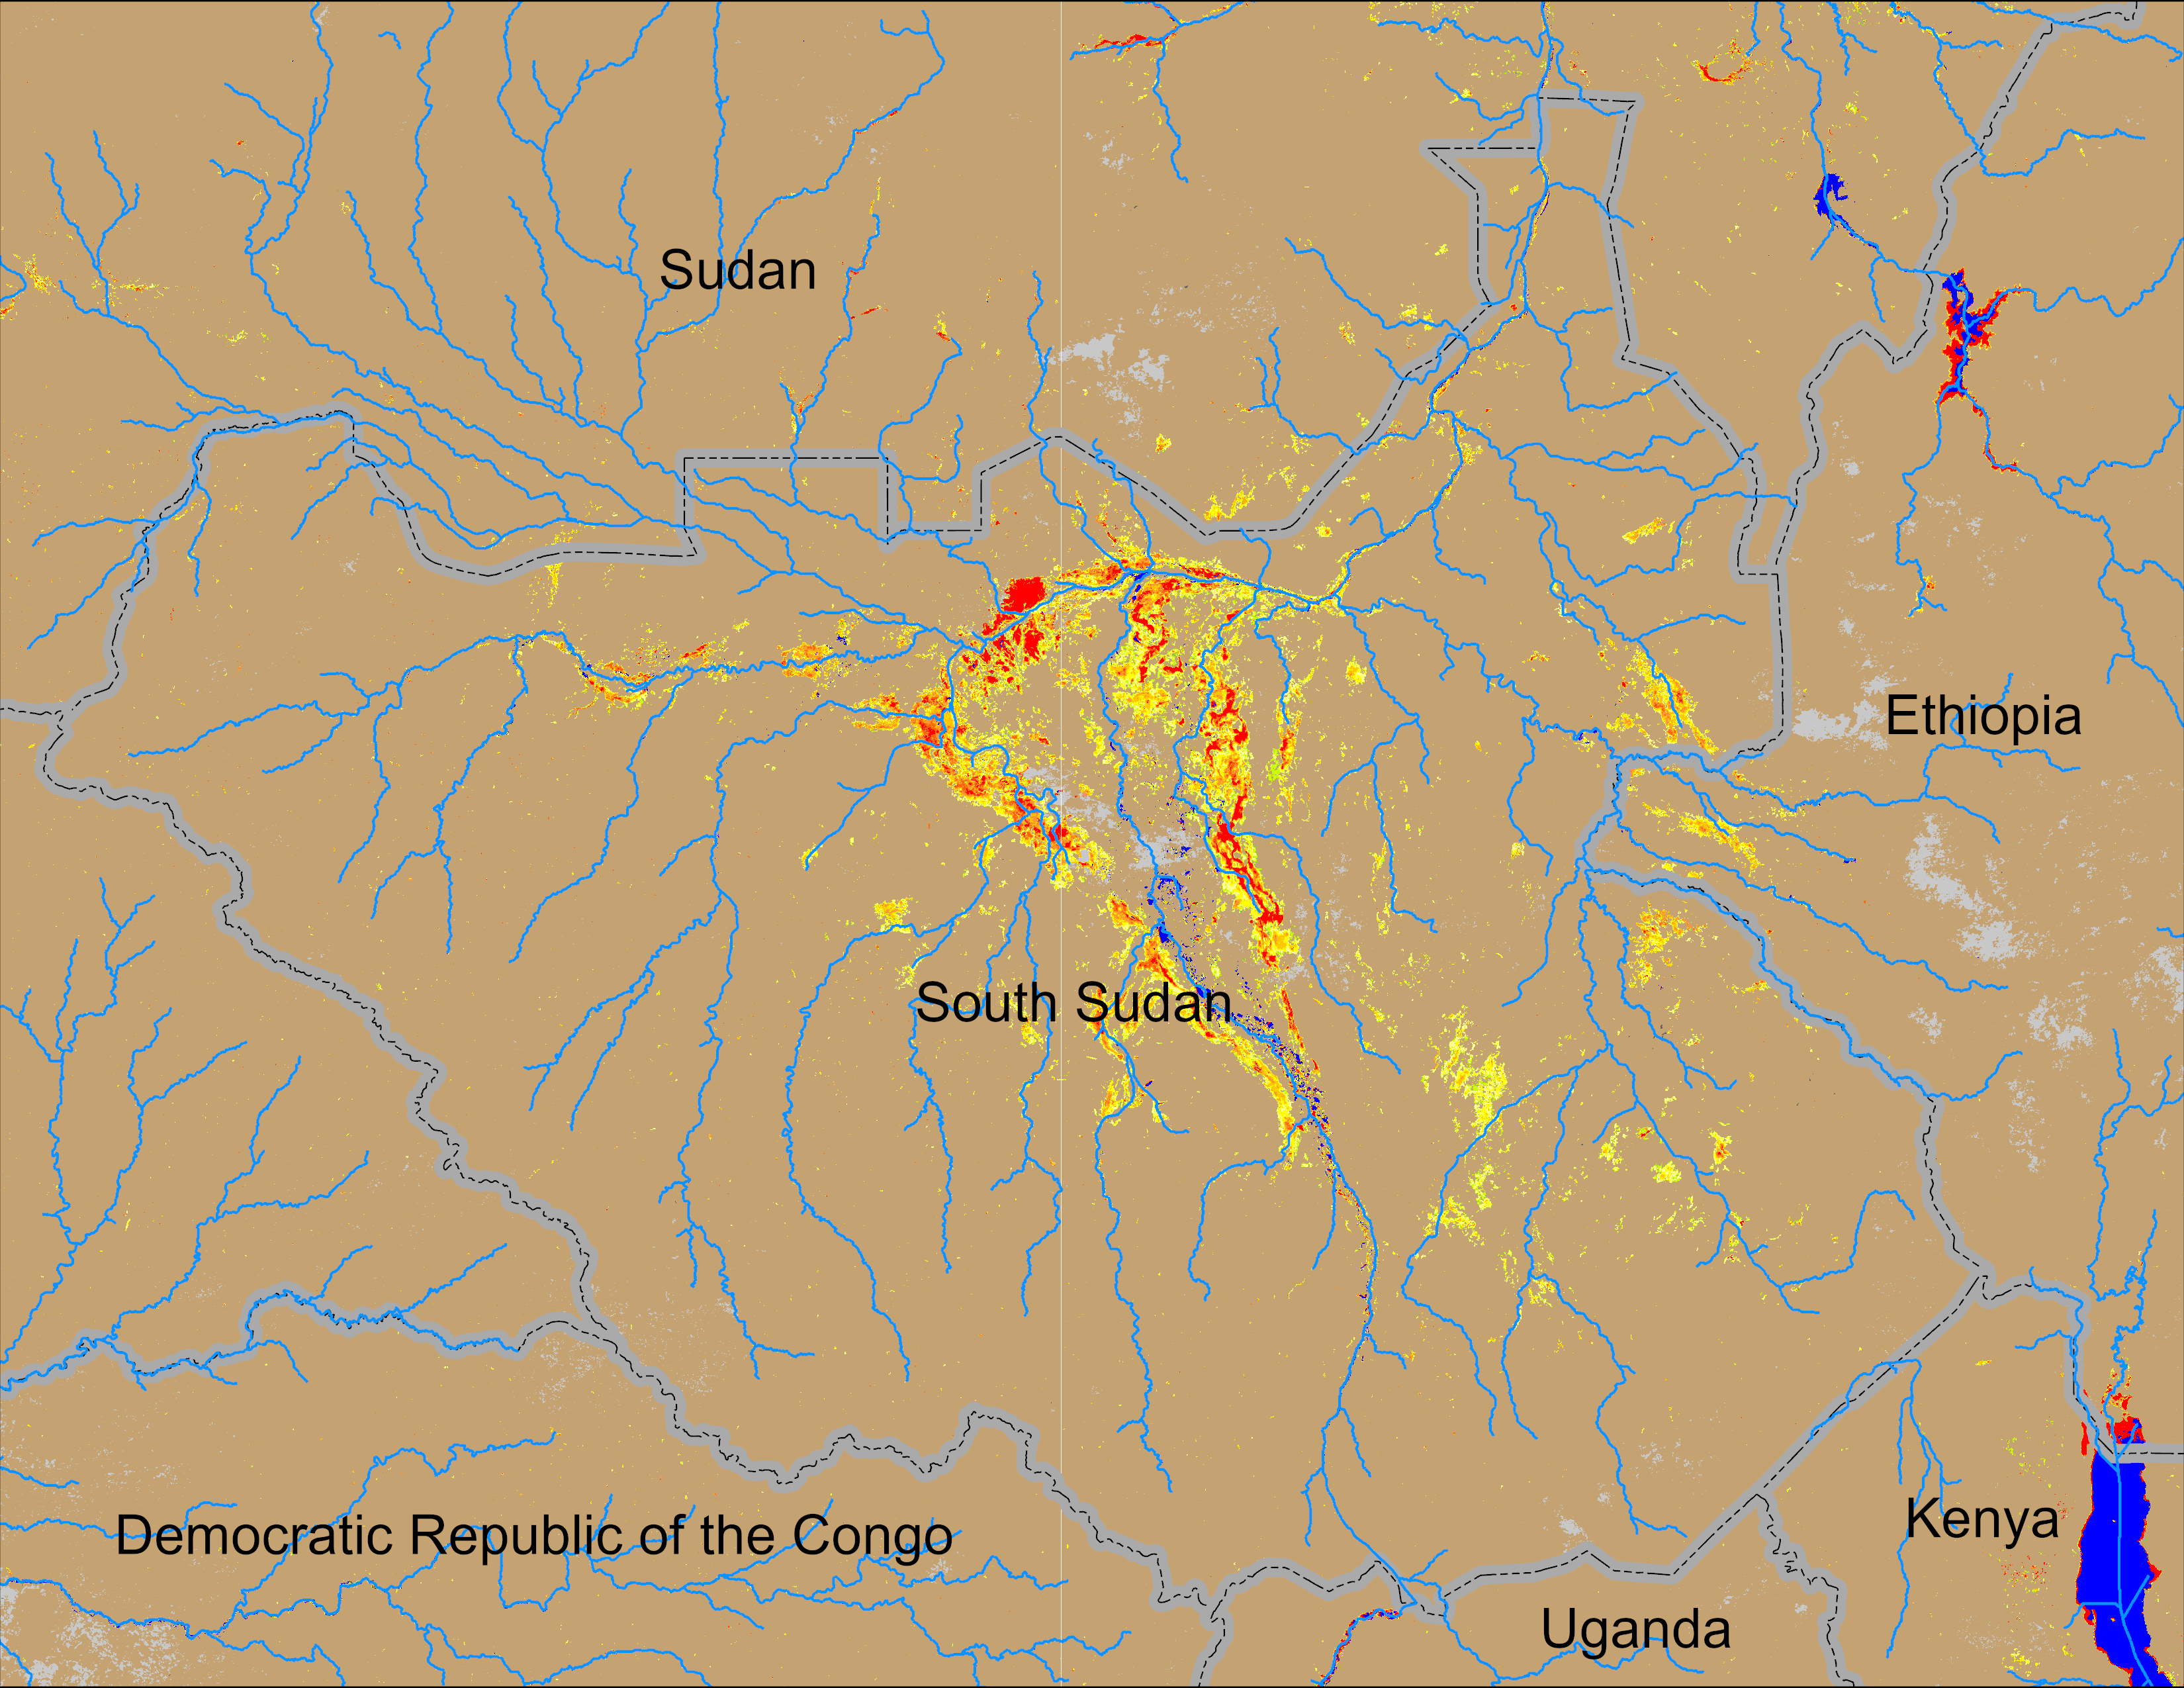 Sudan
Ethiopia
South Sudan
Democratic Republic of the Congo
Kenya
Uganda